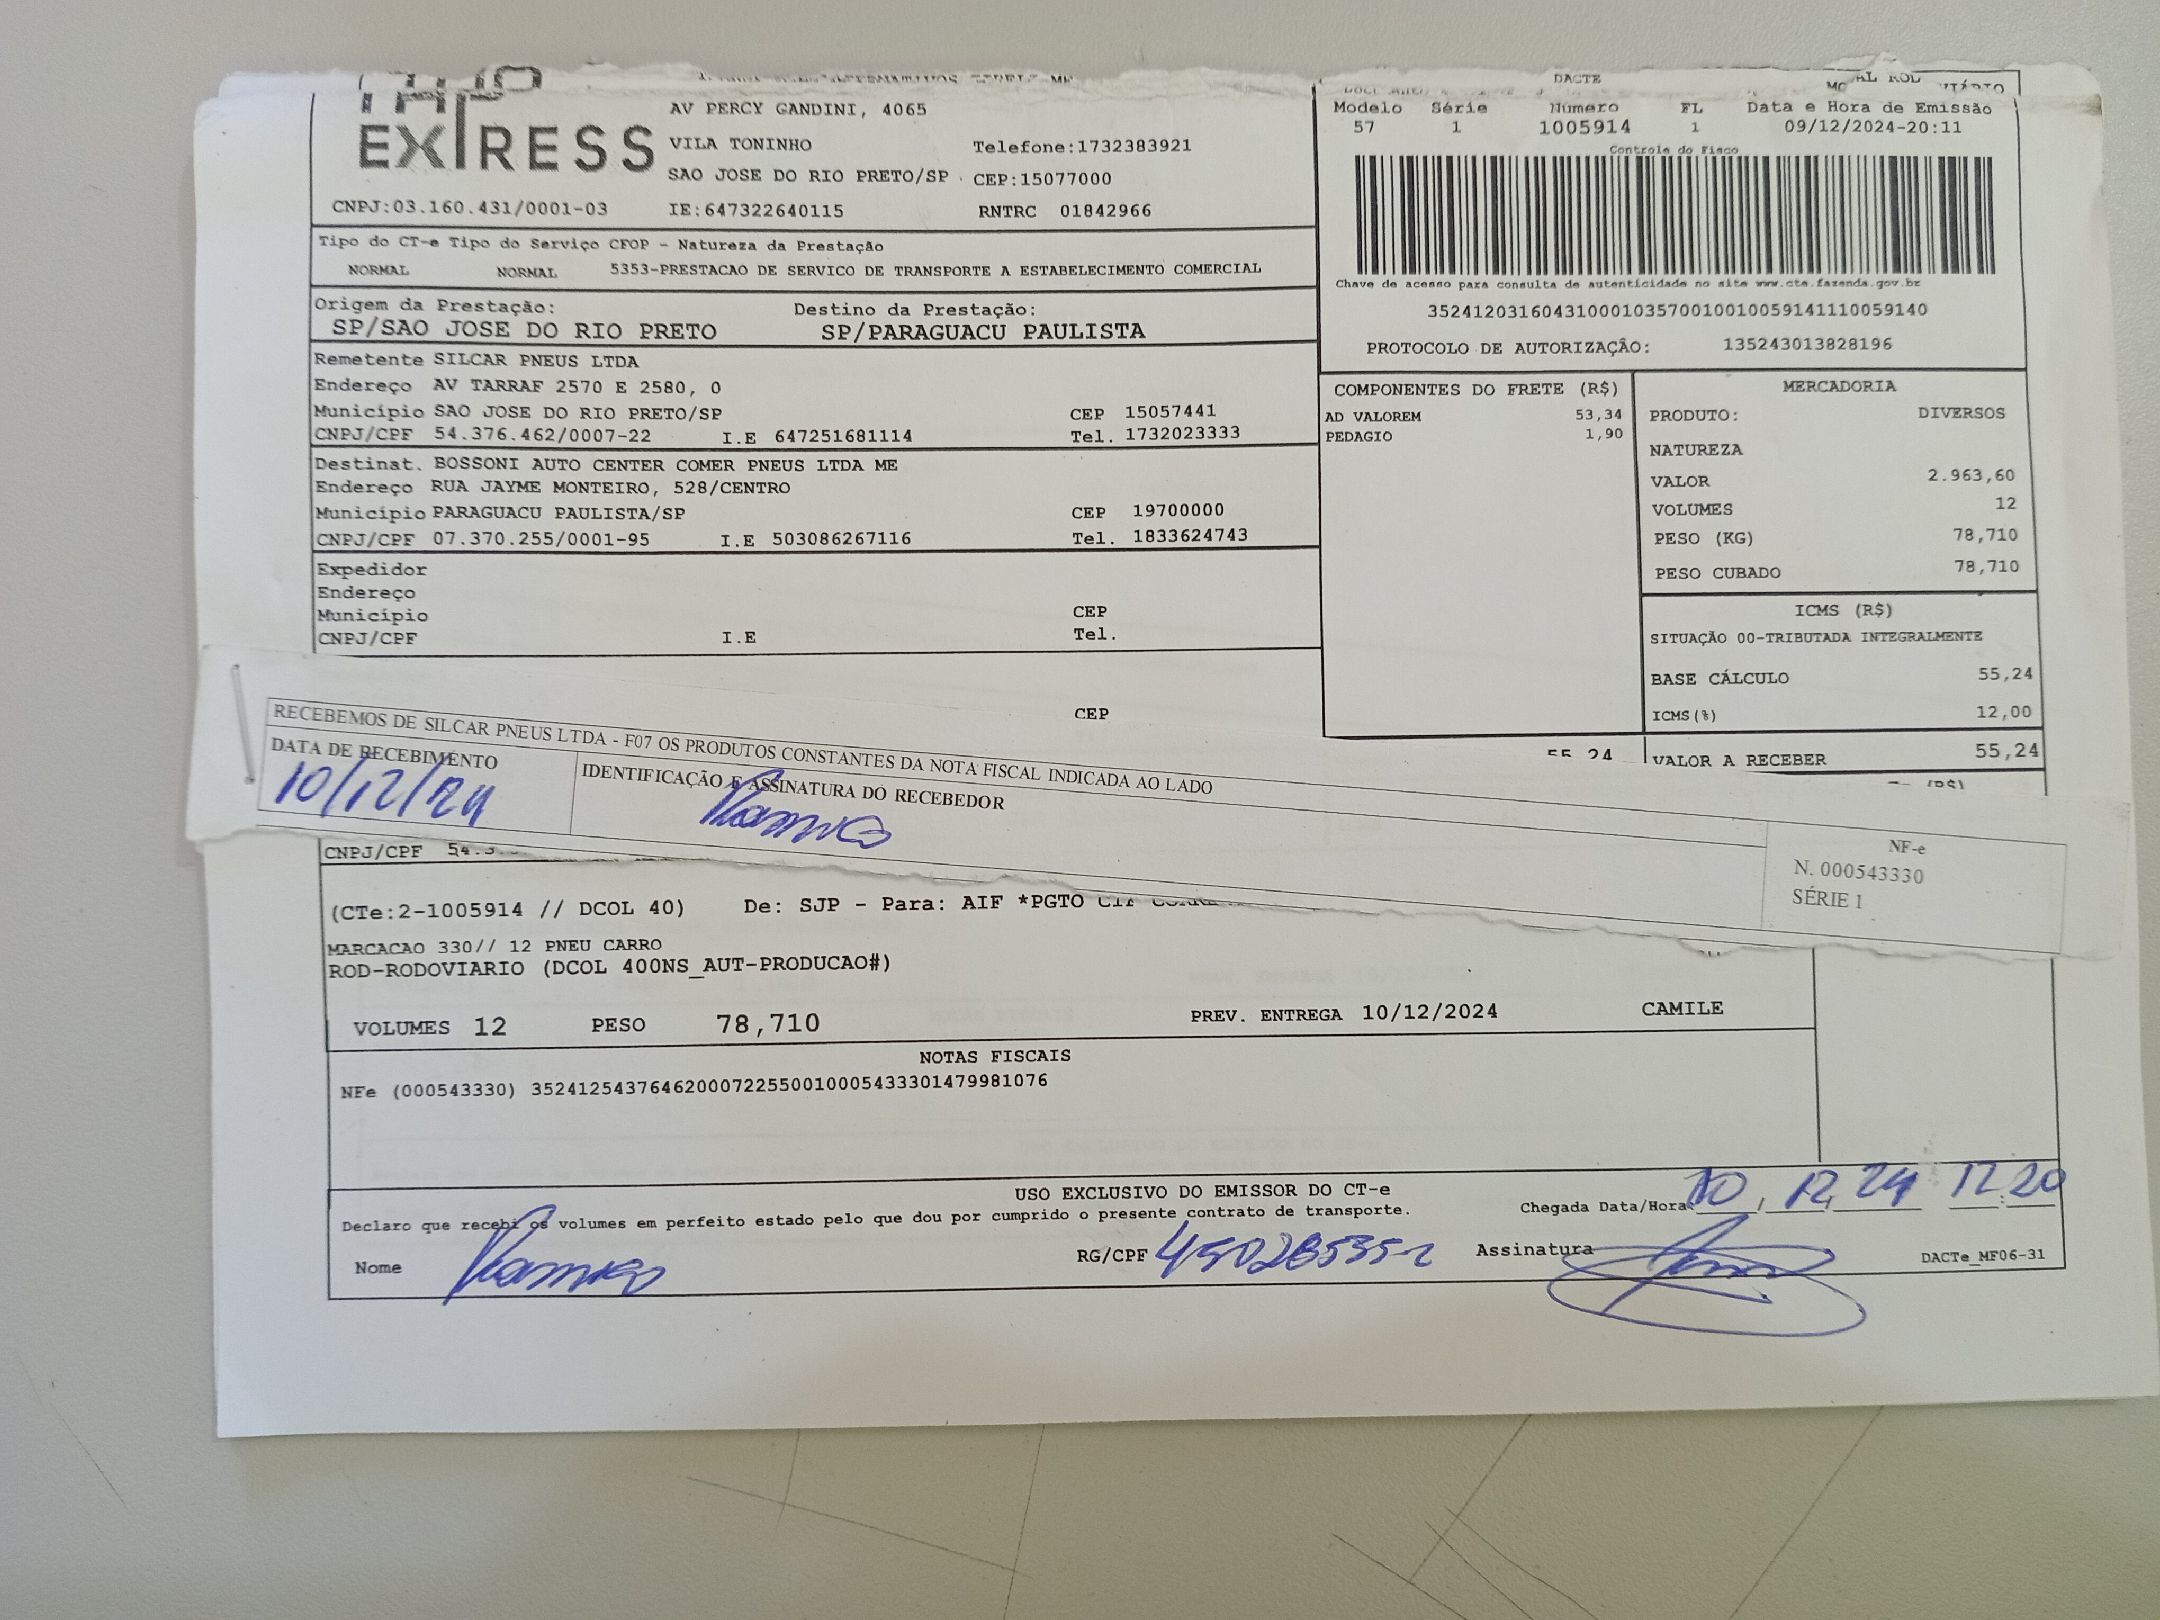 EXPRESS
AV PERCY GANDINI, 4065
VILA TONINHO Telefone:1732383921
SAO JOSE DO RIO PRETO/SP CEP:15077000
CNPJ:03.160.431/0001-03 IE:647322640115 RNTRC 01842966
DACTE
Modelo Série Número FL Data e Hora de Emissão
57 1 1005914 1 09/12/2024-20:11
Controle do Fisco
Chave de acesso para consulta de autenticidade no site www.cte.fazenda.gov.br
35241203160431000103570010010059141110059140
PROTOCOLO DE AUTORIZAÇÃO: 135243013828196
Tipo do CT-e Tipo do Serviço CFOP - Natureza da Prestação
NORMAL NORMAL 5353-PRESTACAO DE SERVICO DE TRANSPORTE A ESTABELECIMENTO COMERCIAL
Origem da Prestação: Destino da Prestação:
SP/SAO JOSE DO RIO PRETO SP/PARAGUACU PAULISTA
Remetente SILCAR PNEUS LTDA
Endereço AV TARRAF 2570 E 2580, 0
Município SAO JOSE DO RIO PRETO/SP CEP 15057441
CNPJ/CPF 54.376.462/0007-22 I.E 647251681114 Tel. 1732023333
Destinat. BOSSONI AUTO CENTER COMER PNEUS LTDA ME
Endereço RUA JAYME MONTEIRO, 528/CENTRO
Município PARAGUACU PAULISTA/SP CEP 19700000
CNPJ/CPF 07.370.255/0001-95 I.E 503086267116 Tel. 1833624743
Expedidor
Endereço
Município CEP
CNPJ/CPF I.E Tel.
CEP
COMPONENTES DO FRETE (R$)
AD VALOREM 53,34
PEDAGIO 1,90
55,24
MERCADORIA
PRODUTO: DIVERSOS
NATUREZA
VALOR 2.963,60
VOLUMES 12
PESO (KG) 78,710
PESO CUBADO 78,710
ICMS (R$)
SITUAÇÃO 00-TRIBUTADA INTEGRALMENTE
BASE CÁLCULO 55,24
ICMS(%) 12,00
VALOR A RECEBER 55,24
RECEBEMOS DE SILCAR PNEUS LTDA - F07 OS PRODUTOS CONSTANTES DA NOTA FISCAL INDICADA AO LADO
DATA DE RECEBIMENTO IDENTIFICAÇÃO E ASSINATURA DO RECEBEDOR
10/12/24
NF-e
N. 000543330
SÉRIE 1
CNPJ/CPF 54.3
(CTe:2-1005914 // DCOL 40) De: SJP - Para: AIF *PGTO CIF
MARCACAO 330// 12 PNEU CARRO
ROD-RODOVIARIO (DCOL 400NS_AUT-PRODUCAO#)
VOLUMES 12 PESO 78,710 PREV. ENTREGA 10/12/2024 CAMILE
NOTAS FISCAIS
NFe (000543330) 35241254376462000722550010005433301479981076
USO EXCLUSIVO DO EMISSOR DO CT-e
Declaro que recebi os volumes em perfeito estado pelo que dou por cumprido o presente contrato de transporte.
Chegada Data/Hora 10/12/24 12:20
Nome RG/CPF Assinatura DACTe_MF06-31